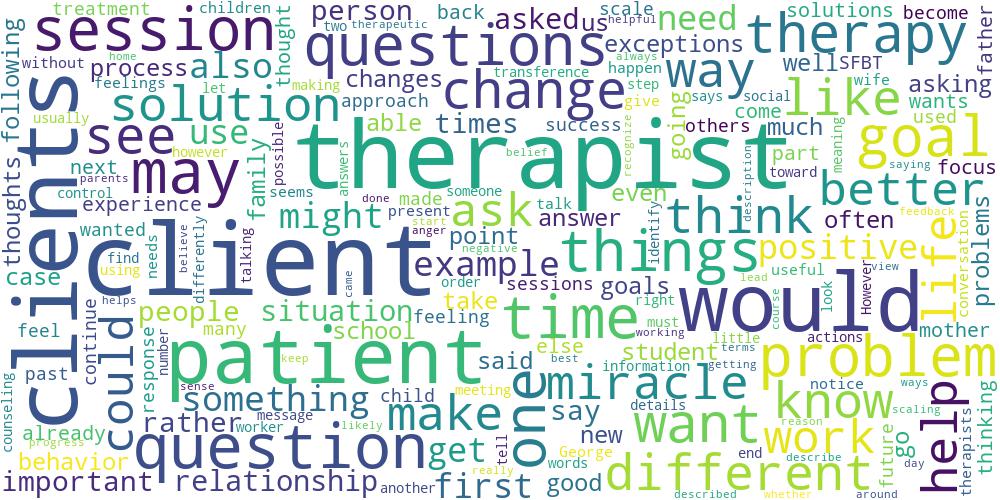 treatment
children
person
back
asked
us
scale
need
solutions
become
session
thought
two
therapeutic
helpful
therapy
father
without
home
questions
exceptions
process
also
feelings
let
making
changes
transference
always
happen
way
well
SFBT
asking
following
usually
solution
approach
change
step
give
says
social
like
wife
wants
used
clients
see
use
able
times
success
going
come
others
much
goal
however
family
possible
answers
therapist
belief
recognize
description
part
meaning
toward
saying
focus
next
parents
may
thoughts
control
experience
seems
done
made
someone
even
better
wanted
might
present
start
anger
ask
talk
answer
identify
think
often
feedback
client
point
negative
things
positive
conversation
problems
find
using
needs
believe
differently
talking
came
example
sessions
goals
useful
lead
life
case
helps
order
right
would
course
look
However
view
people
situation
take
time
must
mother
feel
continue
could
many
school
feeling
working
little
actions
response
number
patient
said
else
student
terms
getting
problem
past
keep
best
information
notice
ways
sense
something
child
meeting
one
miracle
details
know
scaling
counseling
rather
message
make
say
want
reason
future
go
help
thinking
already
progress
worker
likely
tell
new
work
day
therapists
behavior
question
get
really
George
words
end
describe
important
relationship
another
first
good
different
described
whether
around